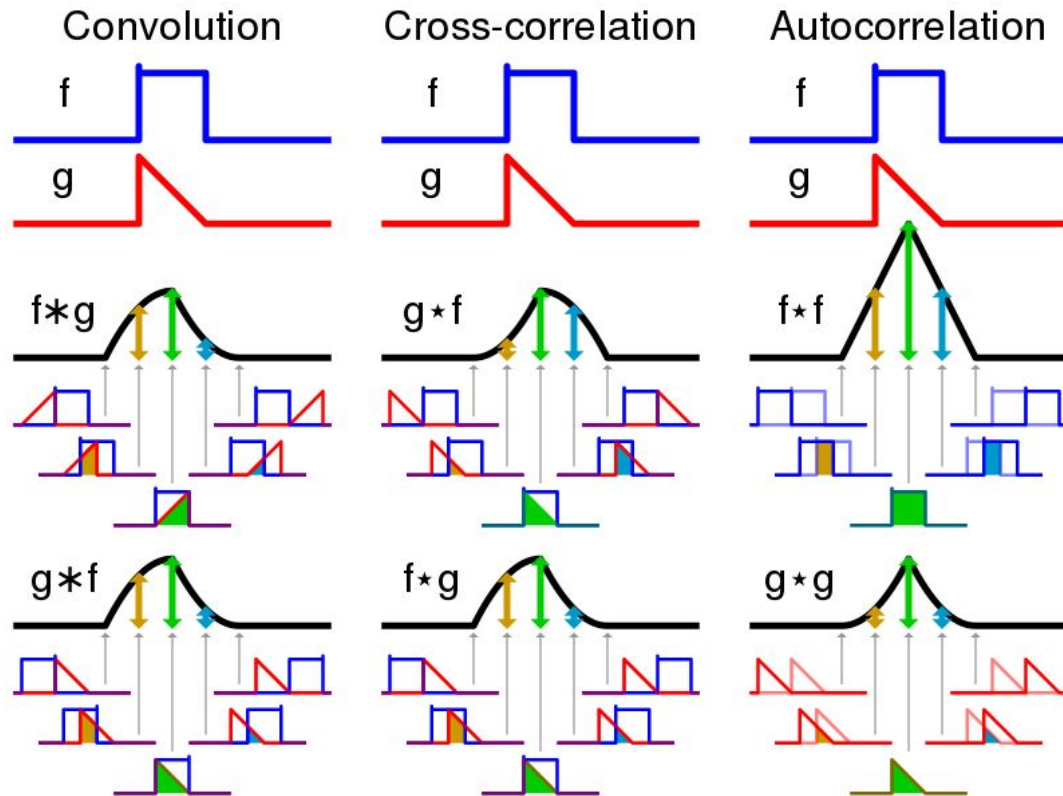 Convolution Cross-correlation Autocorrelation
f f f
g g g
f∗g g⋆f f⋆f
g∗f f⋆g g⋆g